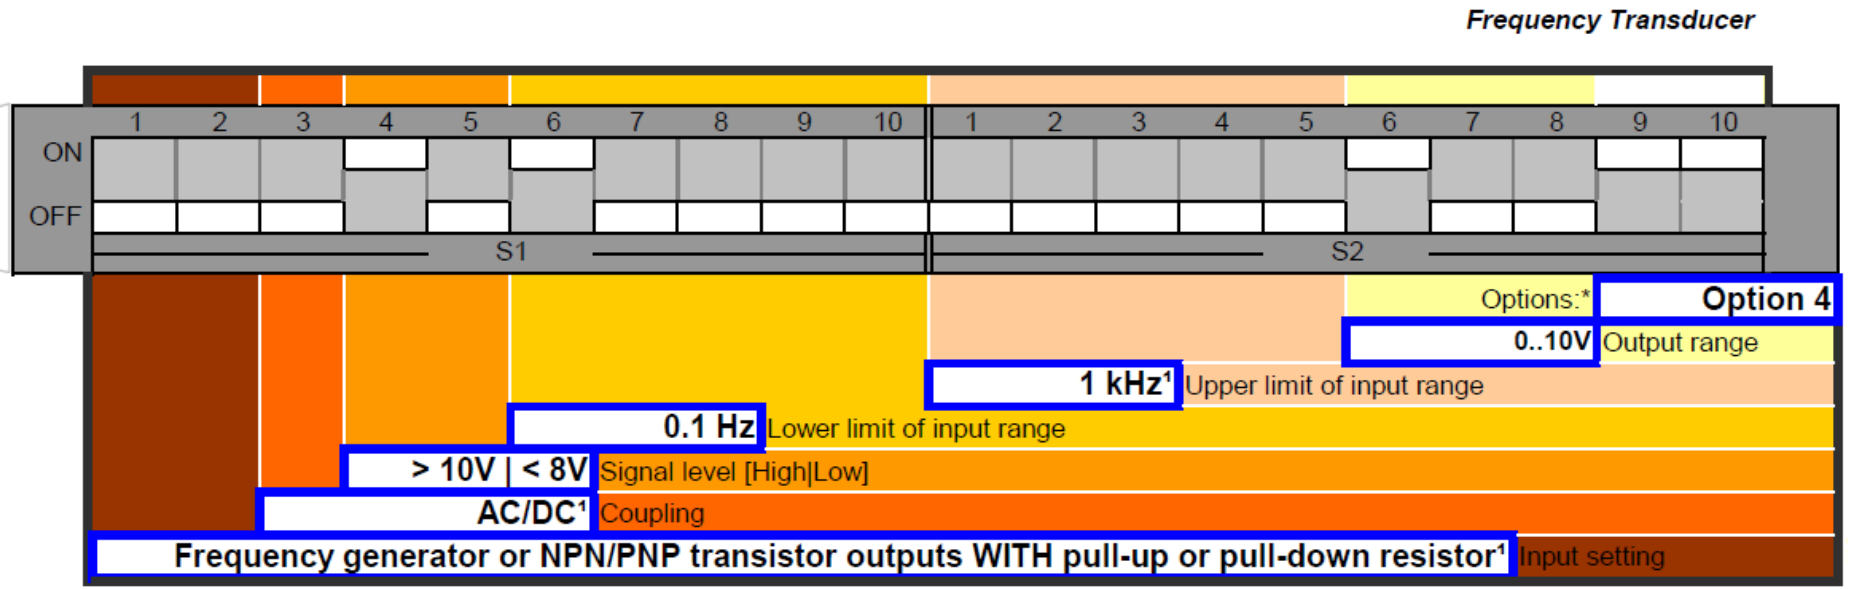 Frequency Transducer
1 2 3 4 5 6 7 8 9 10 1 2 3 4 5 6 7 8 9 10
ON
OFF
S1 S2
Options:* Option 4
0..10V Output range
1 kHz¹ Upper limit of input range
0.1 Hz Lower limit of input range
> 10V | < 8V Signal level [High|Low]
AC/DC¹ Coupling
Frequency generator or NPN/PNP transistor outputs WITH pull-up or pull-down resistor¹ Input setting